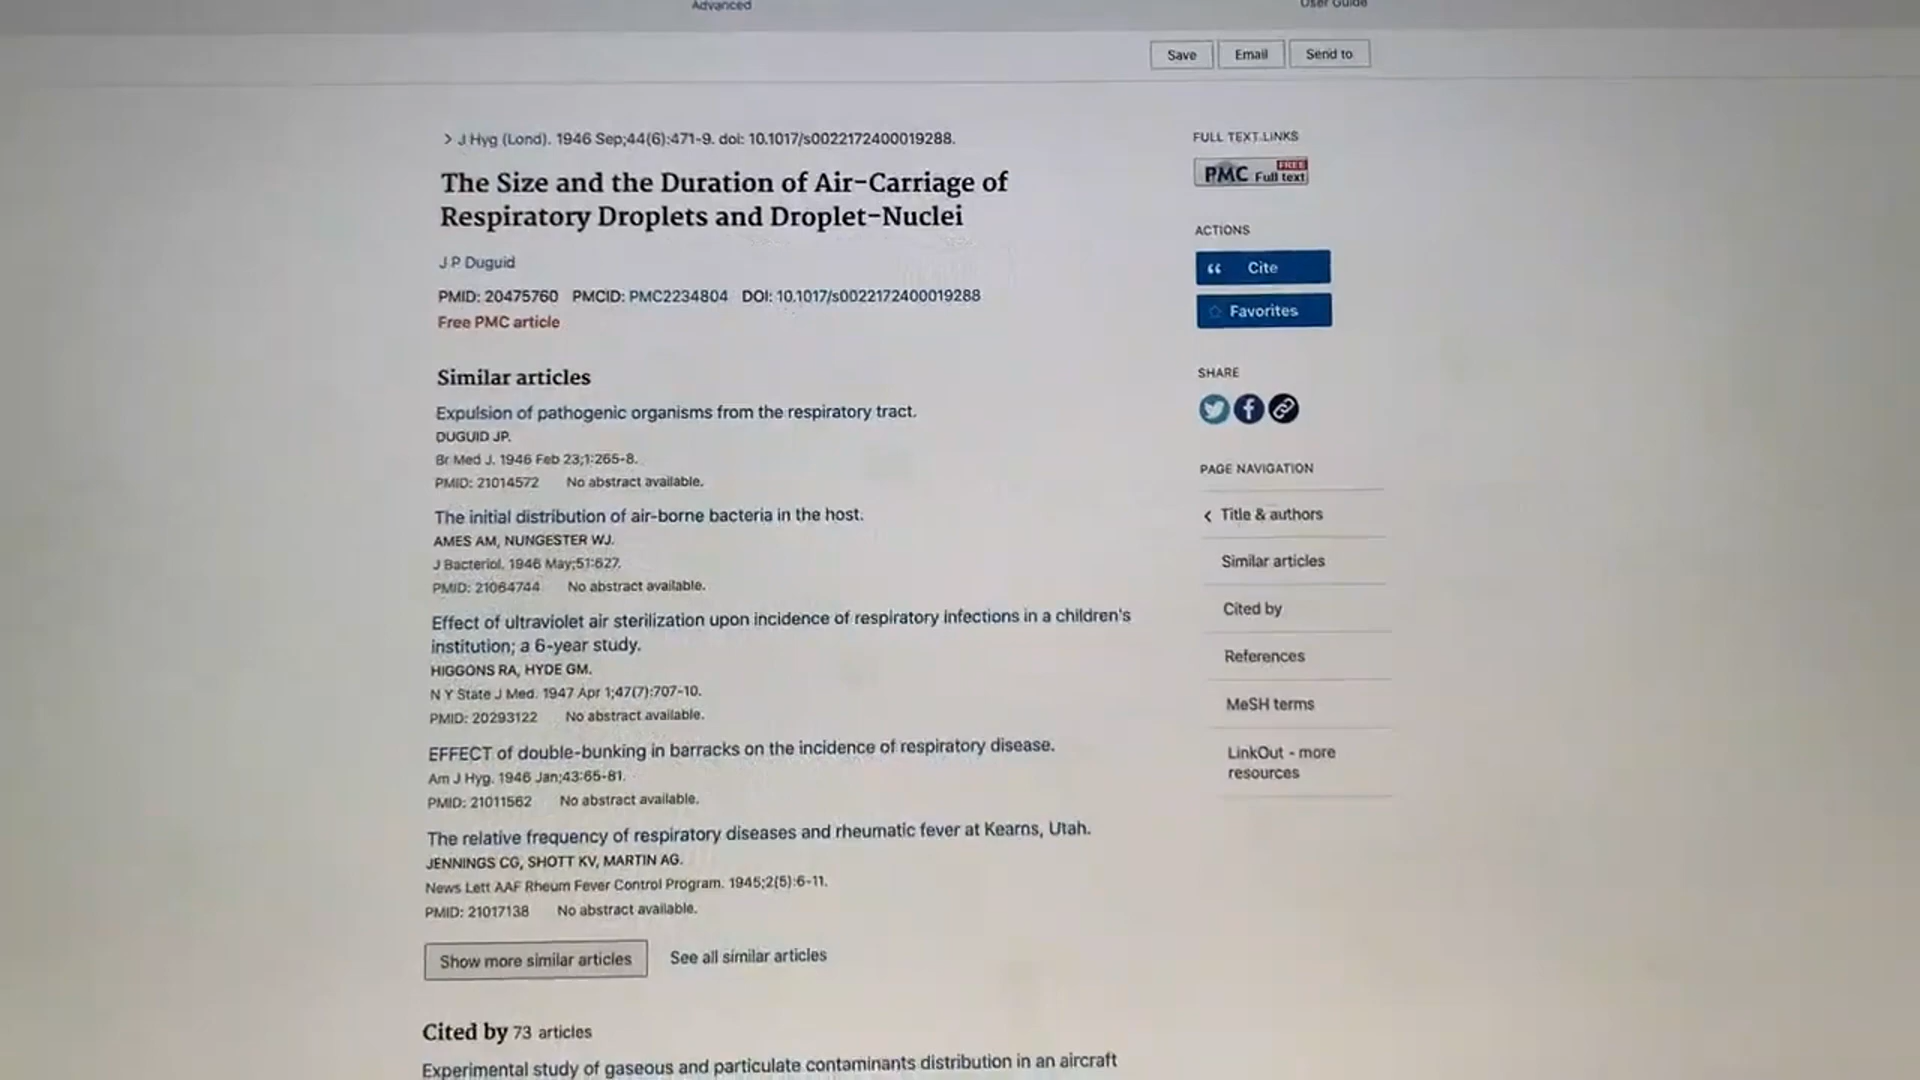 Advanced
User Guide
Save
Email
Send to
> J Hyg (Lond). 1946 Sep;44(6):471-9. doi: 10.1017/s0022172400019288.
The Size and the Duration of Air-Carriage of
Respiratory Droplets and Droplet-Nuclei
J P Duguid
PMID: 20475760 PMCID: PMC2234804 DOI: 10.1017/s0022172400019288
Free PMC article
Similar articles
Expulsion of pathogenic organisms from the respiratory tract.
DUGUID JP.
Br Med J. 1946 Feb 23;1:265-8.
PMID: 21014572 No abstract available.
The initial distribution of air-borne bacteria in the host.
AMES AM, NUNGESTER WJ.
J Bacteriol. 1946 May;51:627.
PMID: 21064744 No abstract available.
Effect of ultraviolet air sterilization upon incidence of respiratory infections in a children's
institution; a 6-year study.
HIGGONS RA, HYDE GM.
N Y State J Med. 1947 Apr 1;47(7):707-10.
PMID: 20293122 No abstract available.
EFFECT of double-bunking in barracks on the incidence of respiratory disease.
Am J Hyg. 1946 Jan;43:65-81.
PMID: 21011562 No abstract available.
The relative frequency of respiratory diseases and rheumatic fever at Kearns, Utah.
JENNINGS CG, SHOTT KV, MARTIN AG.
News Lett AAF Rheum Fever Control Program. 1945;2(5):6-11.
PMID: 21017138 No abstract available.
Show more similar articles
See all similar articles
Cited by 73 articles
Experimental study of gaseous and particulate contaminants distribution in an aircraft
FULL TEXT LINKS
FREE
PMC Full text
ACTIONS
Cite
Favorites
SHARE
PAGE NAVIGATION
< Title & authors
Similar articles
Cited by
References
MeSH terms
LinkOut - more
resources